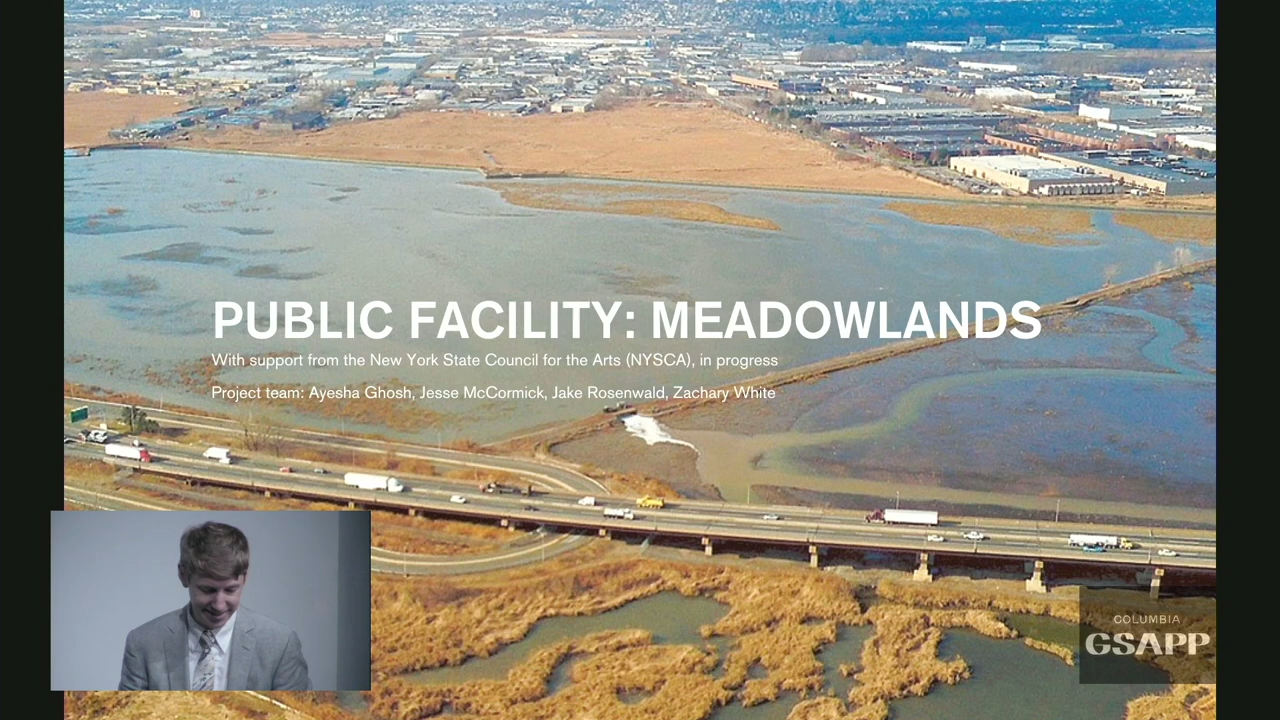 PUBLIC FACILITY: MEADOWLANDS
With support from the New York State Council for the Arts (NYSCA), in progress
Project team: Ayesha Ghosh, Jesse McCormick, Jake Rosenwald, Zachary White
COLUMBIA
GSAPP